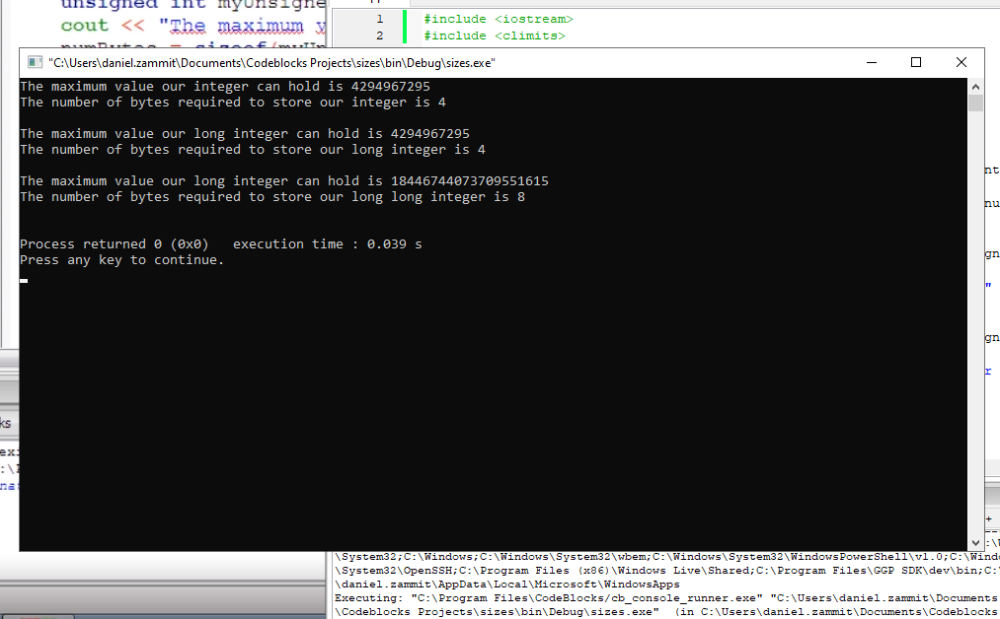 unsigned int myUnsigne
cout << "The maximum y
1 #include <iostream>
2 #include <climits>
"C:\Users\daniel.zammit\Documents\Codeblocks Projects\sizes\bin\Debug\sizes.exe"
The maximum value our integer can hold is 4294967295
The number of bytes required to store our integer is 4
The maximum value our long integer can hold is 4294967295
The number of bytes required to store our long integer is 4
The maximum value our long integer can hold is 18446744073709551615
The number of bytes required to store our long long integer is 8
Process returned 0 (0x0)   execution time : 0.039 s
Press any key to continue.
\System32;C:\Windows;C:\Windows\System32\wbem;C:\Windows\System32\WindowsPowerShell\v1.0;C:\Wind
\System32\OpenSSH;C:\Program Files (x86)\Windows Live\Shared;C:\Program Files\GGP SDK\dev\bin;C:
\daniel.zammit\AppData\Local\Microsoft\WindowsApps
Executing: "C:\Program Files\CodeBlocks/cb_console_runner.exe" "C:\Users\daniel.zammit\Documents
\Codeblocks Projects\sizes\bin\Debug\sizes.exe"  (in C:\Users\daniel.zammit\Documents\Codeblocks